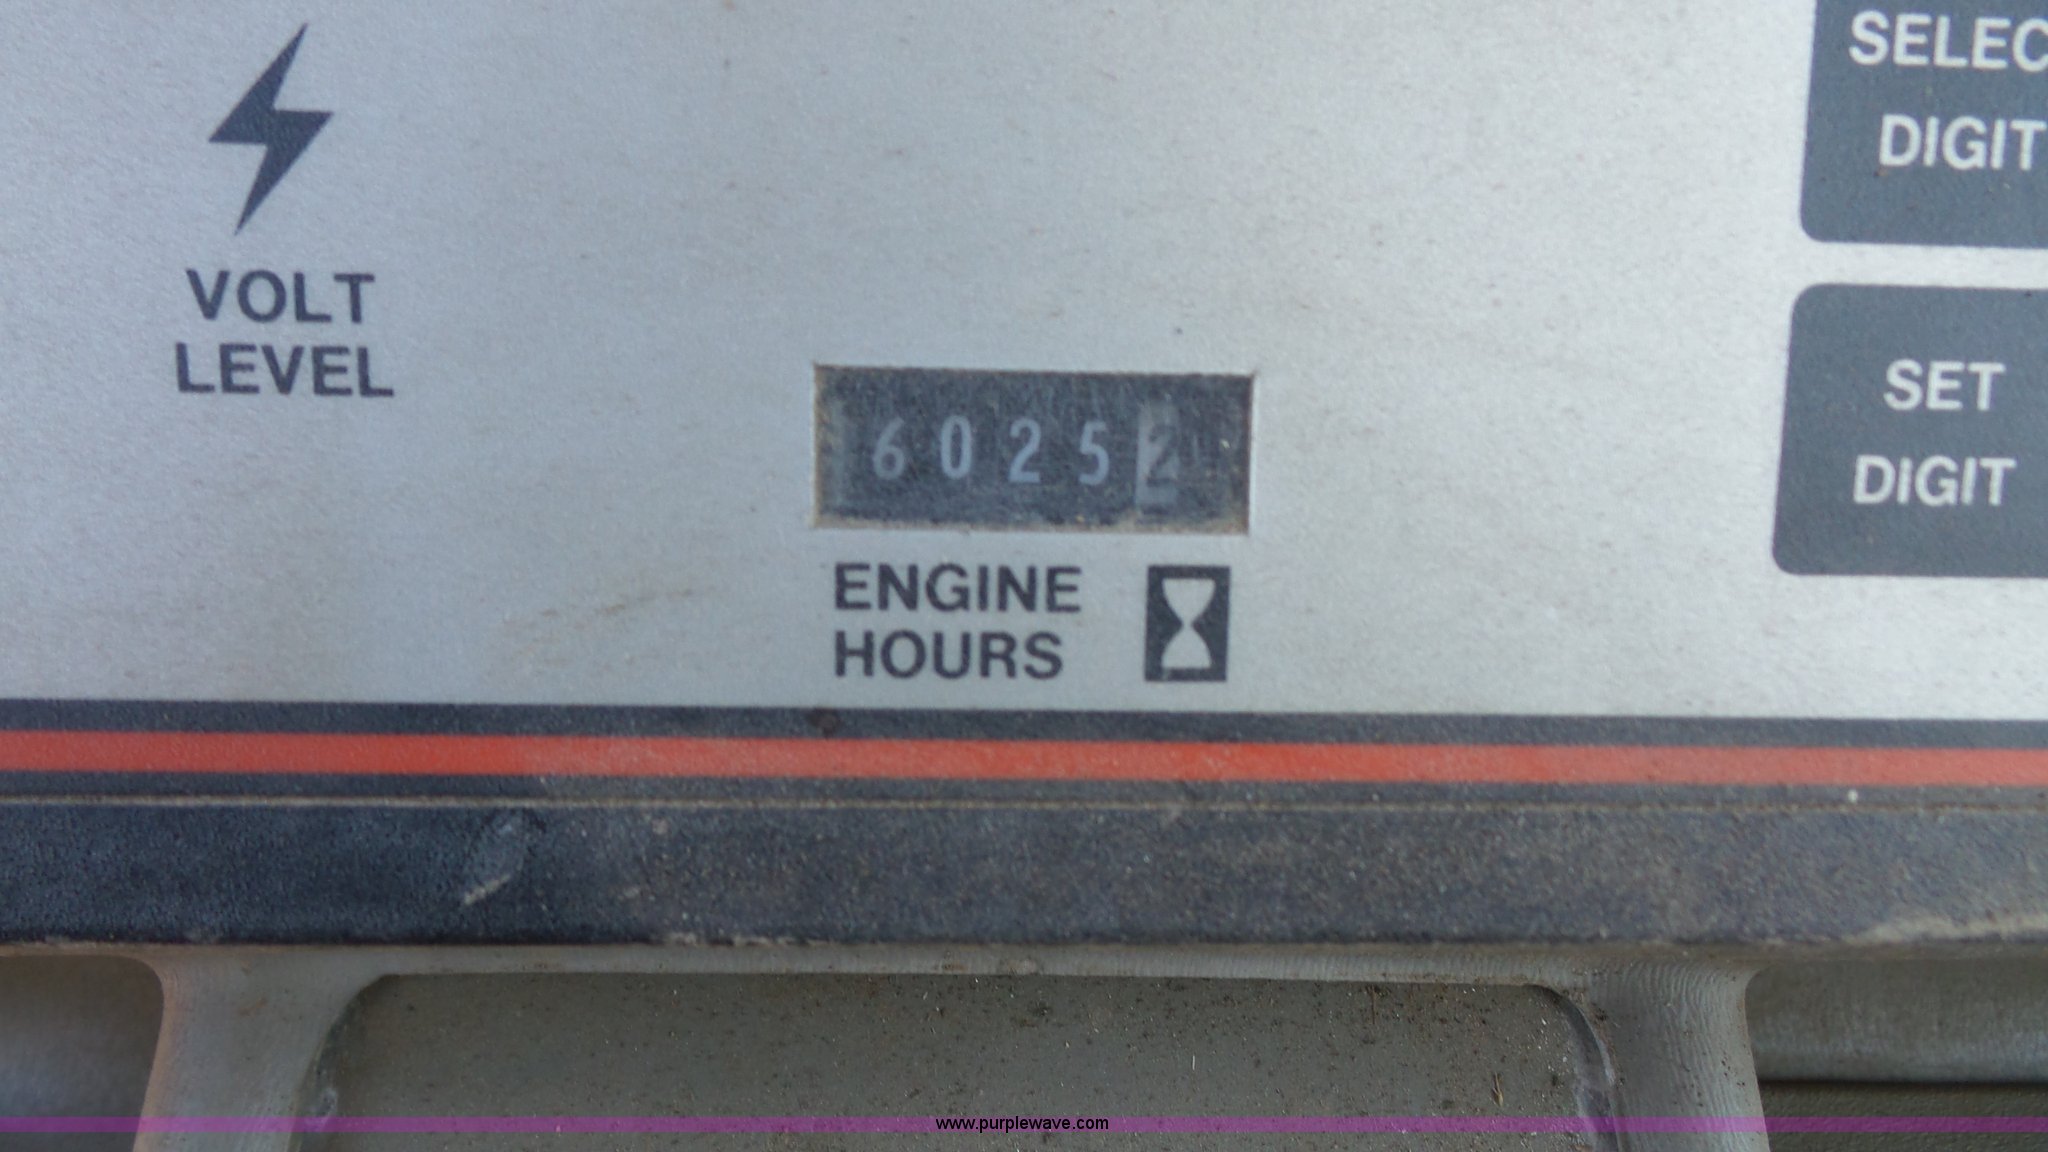 SELEC
DIGIT
VOLT
LEVEL
60252
SET
DIGIT
ENGINE
HOURS
www.purplewave.com